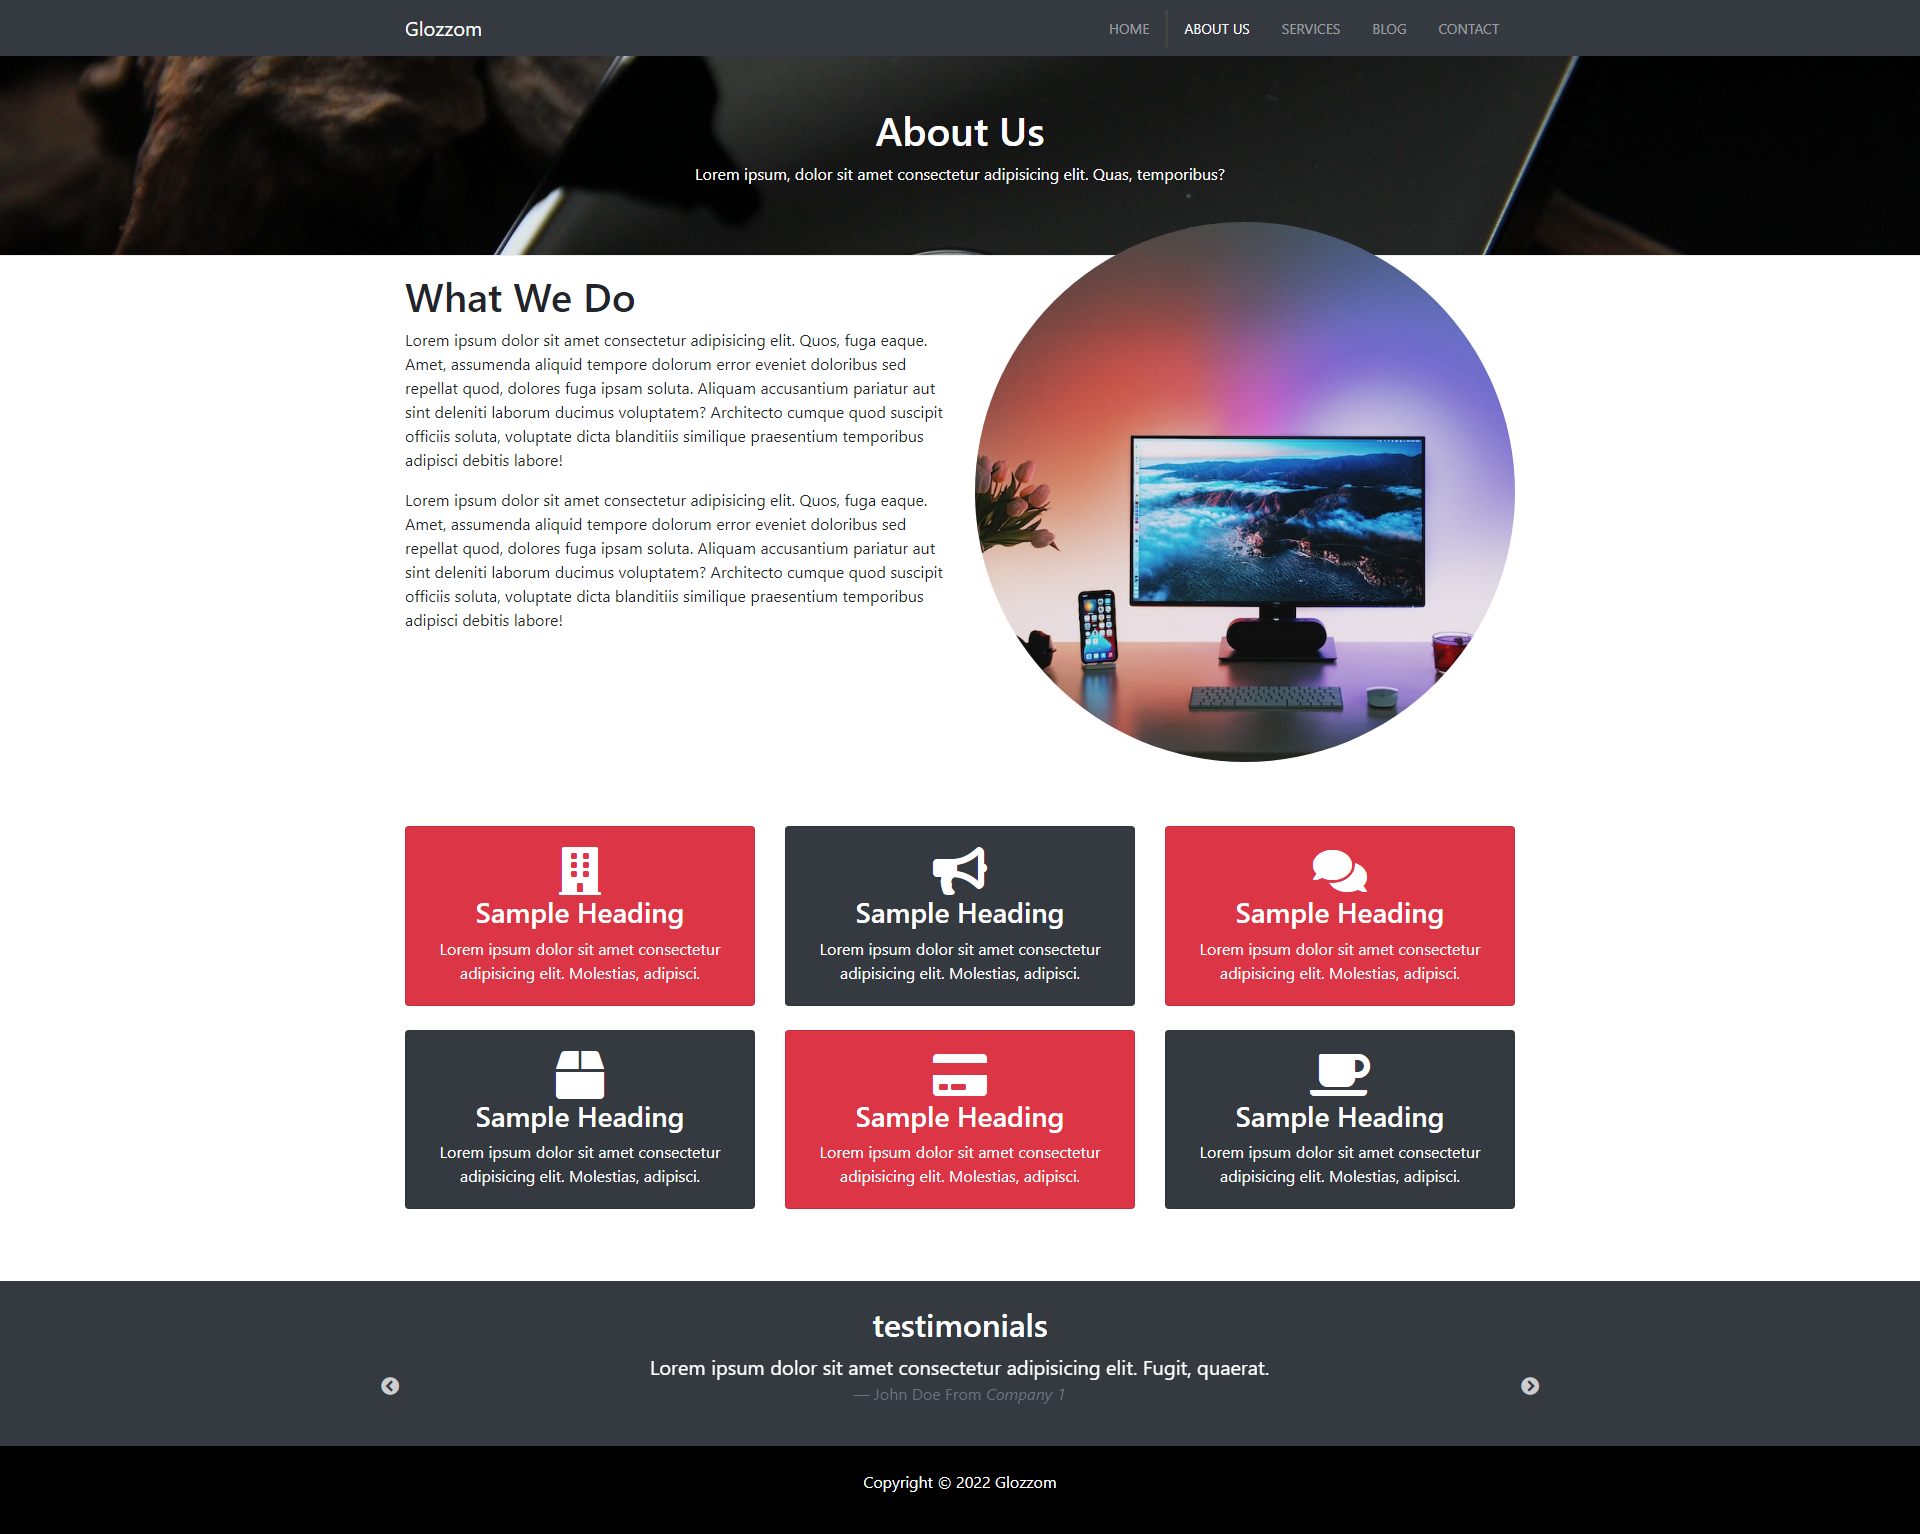 Glozzom
HOME ABOUT US SERVICES BLOG CONTACT
About Us
Lorem ipsum, dolor sit amet consectetur adipisicing elit. Quas, temporibus?
What We Do
Lorem ipsum dolor sit amet consectetur adipisicing elit. Quos, fuga eaque.
Amet, assumenda aliquid tempore dolorum error eveniet doloribus sed
repellat quod, dolores fuga ipsam soluta. Aliquam accusantium pariatur aut
sint deleniti laborum ducimus voluptatem? Architecto cumque quod suscipit
officiis soluta, voluptate dicta blanditiis similique praesentium temporibus
adipisci debitis labore!
Lorem ipsum dolor sit amet consectetur adipisicing elit. Quos, fuga eaque.
Amet, assumenda aliquid tempore dolorum error eveniet doloribus sed
repellat quod, dolores fuga ipsam soluta. Aliquam accusantium pariatur aut
sint deleniti laborum ducimus voluptatem? Architecto cumque quod suscipit
officiis soluta, voluptate dicta blanditiis similique praesentium temporibus
adipisci debitis labore!
Sample Heading
Lorem ipsum dolor sit amet consectetur
adipisicing elit. Molestias, adipisci.
Sample Heading
Lorem ipsum dolor sit amet consectetur
adipisicing elit. Molestias, adipisci.
Sample Heading
Lorem ipsum dolor sit amet consectetur
adipisicing elit. Molestias, adipisci.
Sample Heading
Lorem ipsum dolor sit amet consectetur
adipisicing elit. Molestias, adipisci.
Sample Heading
Lorem ipsum dolor sit amet consectetur
adipisicing elit. Molestias, adipisci.
Sample Heading
Lorem ipsum dolor sit amet consectetur
adipisicing elit. Molestias, adipisci.
testimonials
Lorem ipsum dolor sit amet consectetur adipisicing elit. Fugit, quaerat.
— John Doe From Company 1
Copyright © 2022 Glozzom